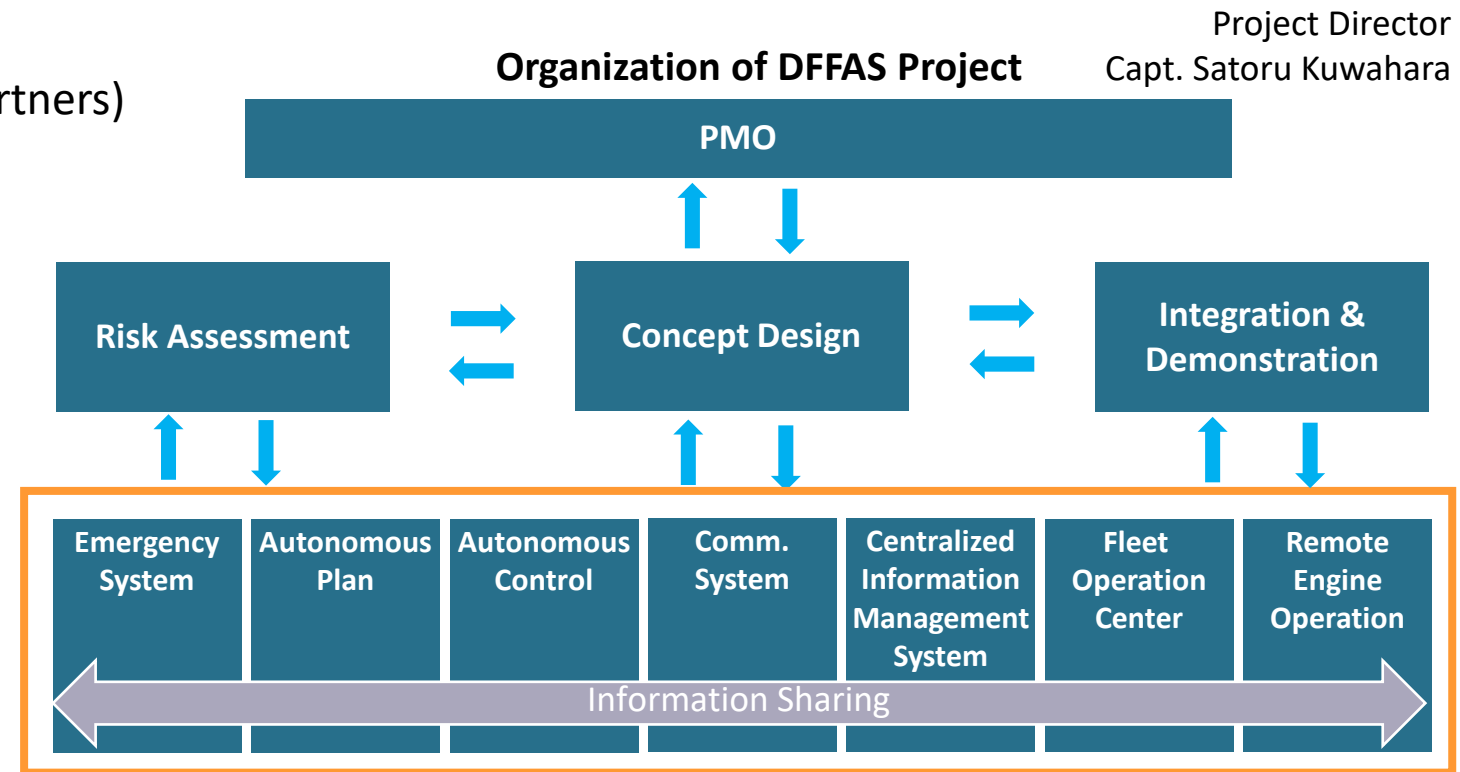 Project Director
Organization of DFFAS Project
Capt. Satoru Kuwahara
rtners)
PMO
Risk Assessment
Concept Design
Integration &
Demonstration
Emergency
System
Autonomous
Plan
Autonomous
Control
Comm.
System
Centralized
Information
Management
System
Fleet
Operation
Center
Remote
Engine
Operation
Information Sharing